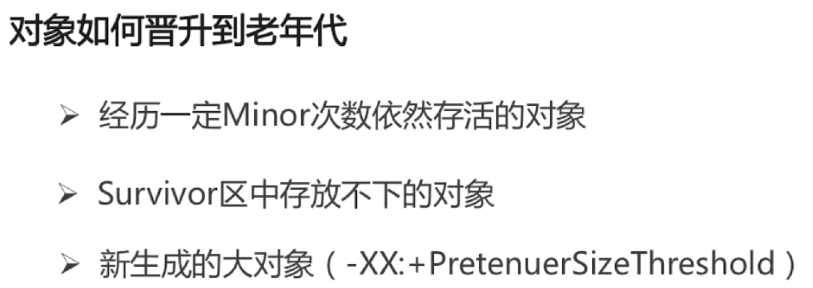 对象如何晋升到老年代
➢ 经历一定Minor次数依然存活的对象
➢ Survivor区中存放不下的对象
➢ 新生成的大对象（-XX:+PretenuerSizeThreshold）